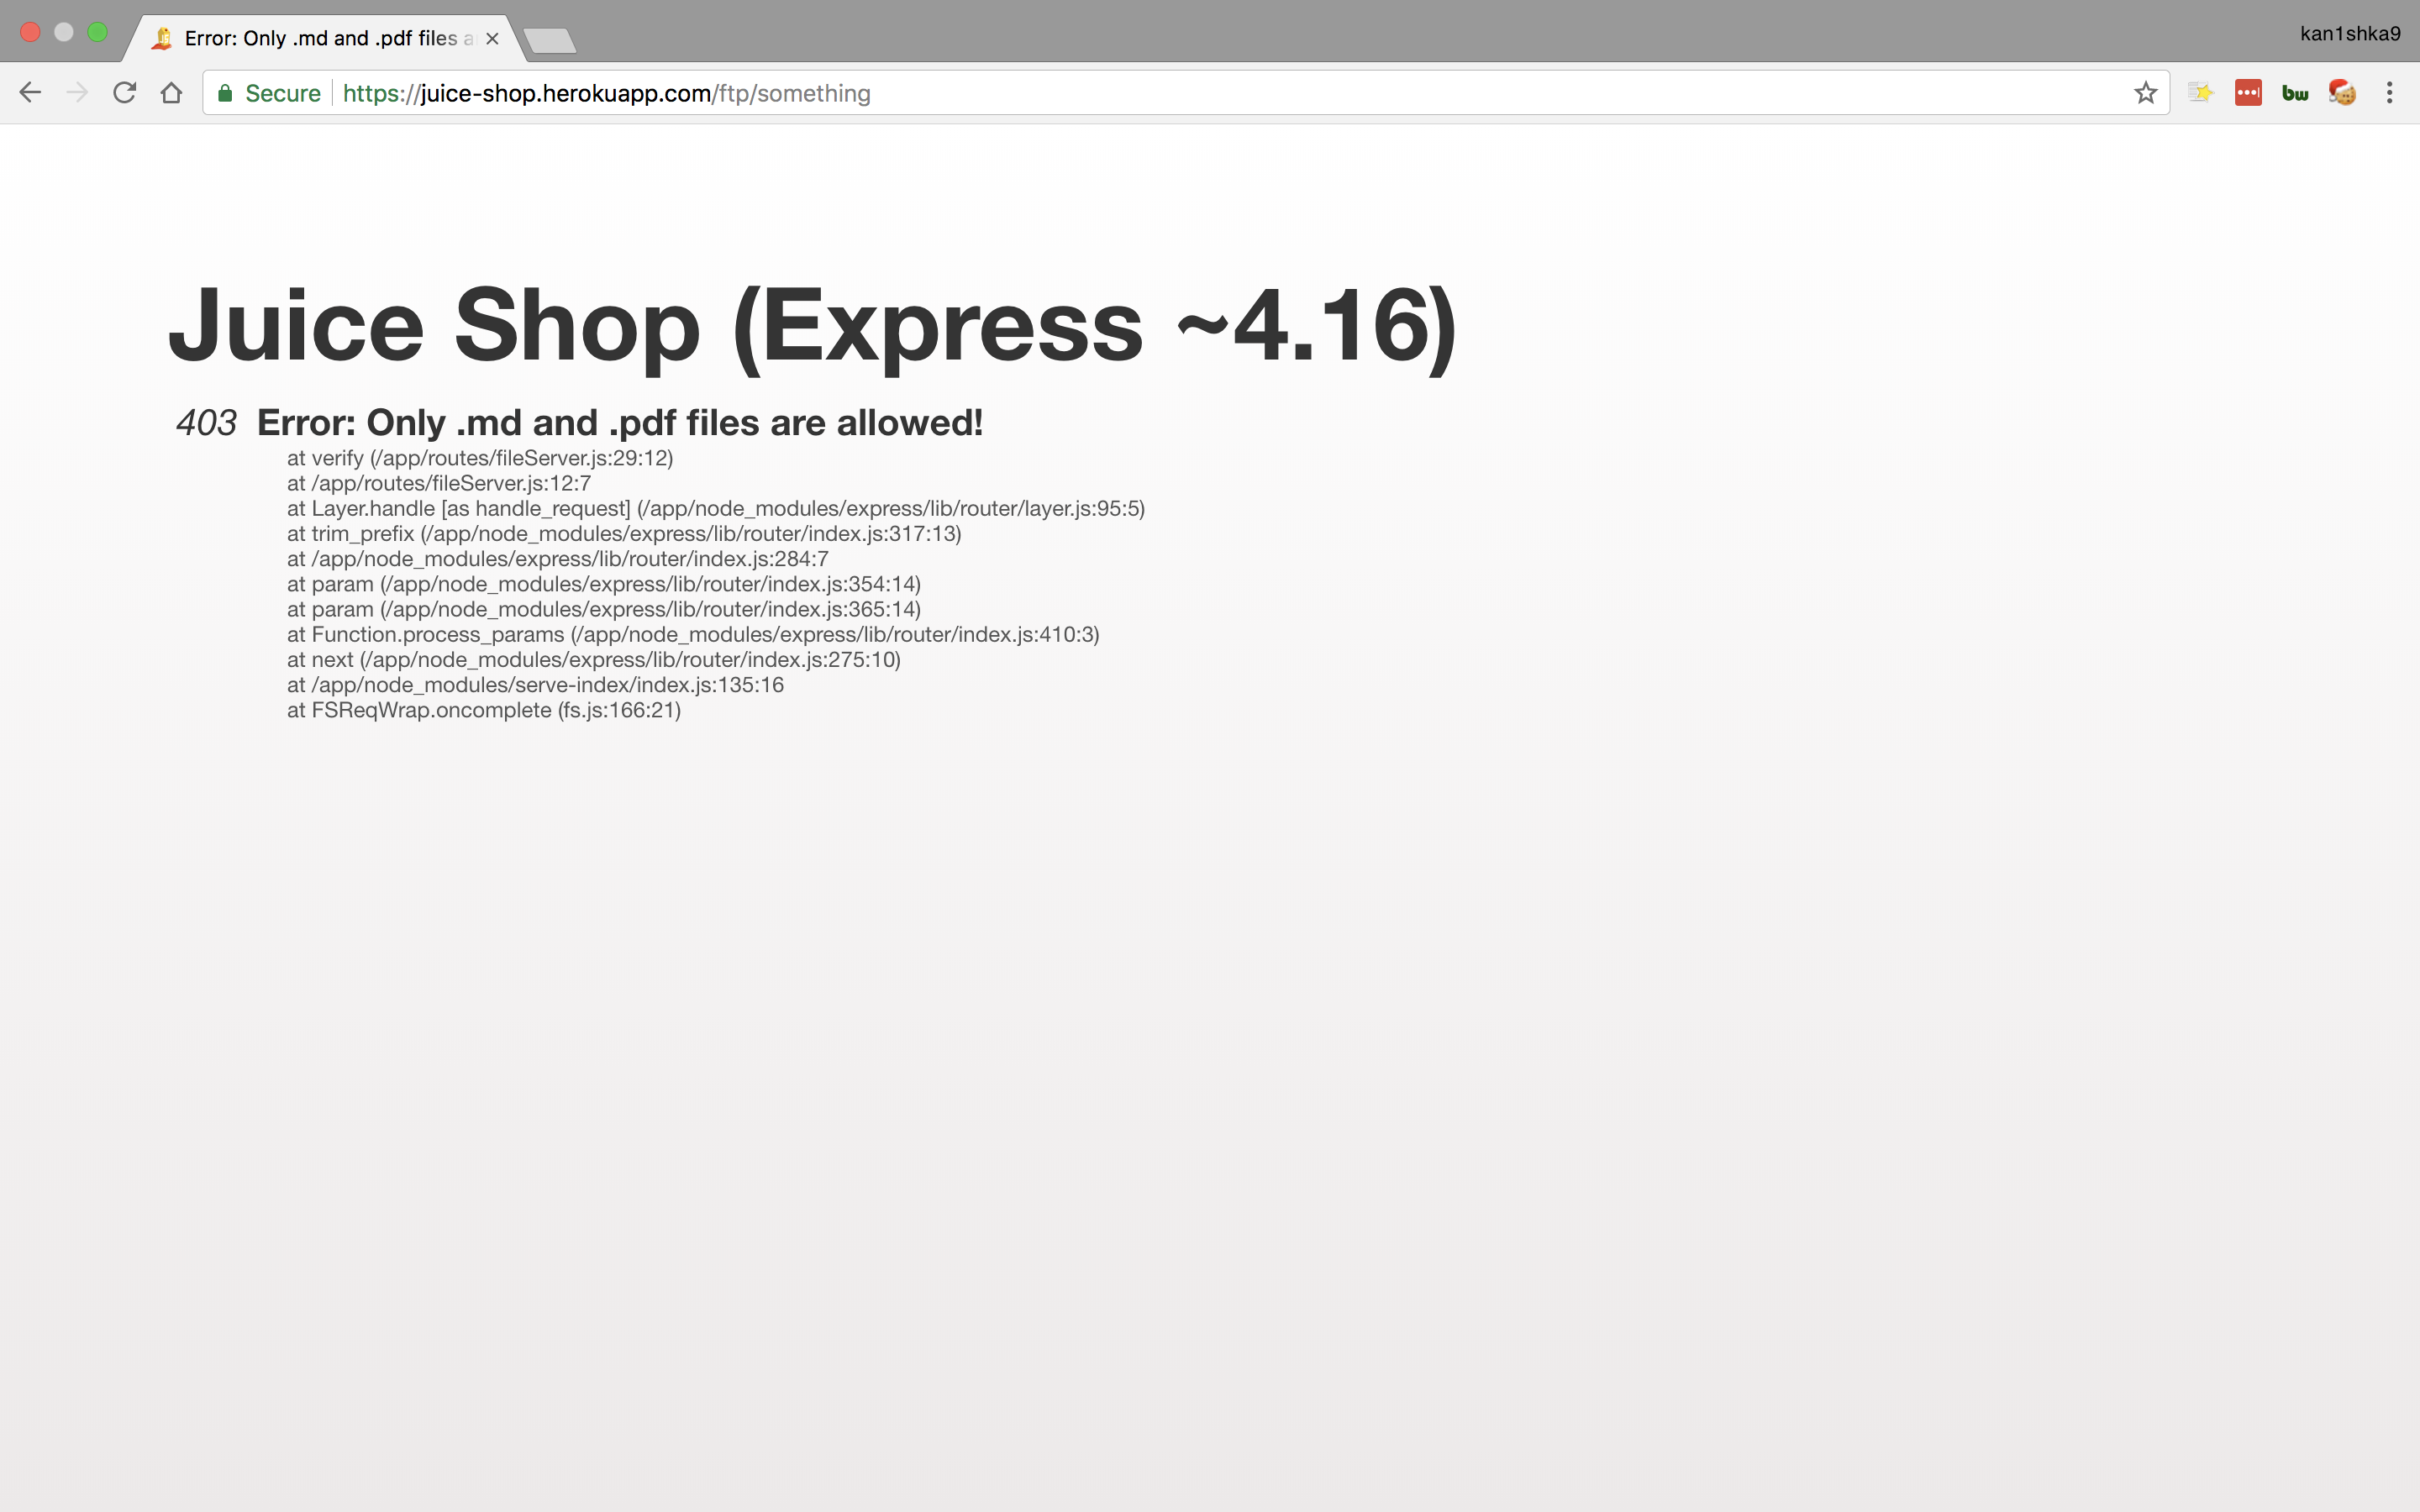 Error: Only .md and .pdf files a
kan1shka9
Secure https://juice-shop.herokuapp.com/ftp/something
bw
Juice Shop (Express ~4.16)
403 Error: Only .md and .pdf files are allowed!
at verify (/app/routes/fileServer.js:29:12)
at /app/routes/fileServer.js:12:7
at Layer.handle [as handle_request] (/app/node_modules/express/lib/router/layer.js:95:5)
at trim_prefix (/app/node_modules/express/lib/router/index.js:317:13)
at /app/node_modules/express/lib/router/index.js:284:7
at param (/app/node_modules/express/lib/router/index.js:354:14)
at param (/app/node_modules/express/lib/router/index.js:365:14)
at Function.process_params (/app/node_modules/express/lib/router/index.js:410:3)
at next (/app/node_modules/express/lib/router/index.js:275:10)
at /app/node_modules/serve-index/index.js:135:16
at FSReqWrap.oncomplete (fs.js:166:21)